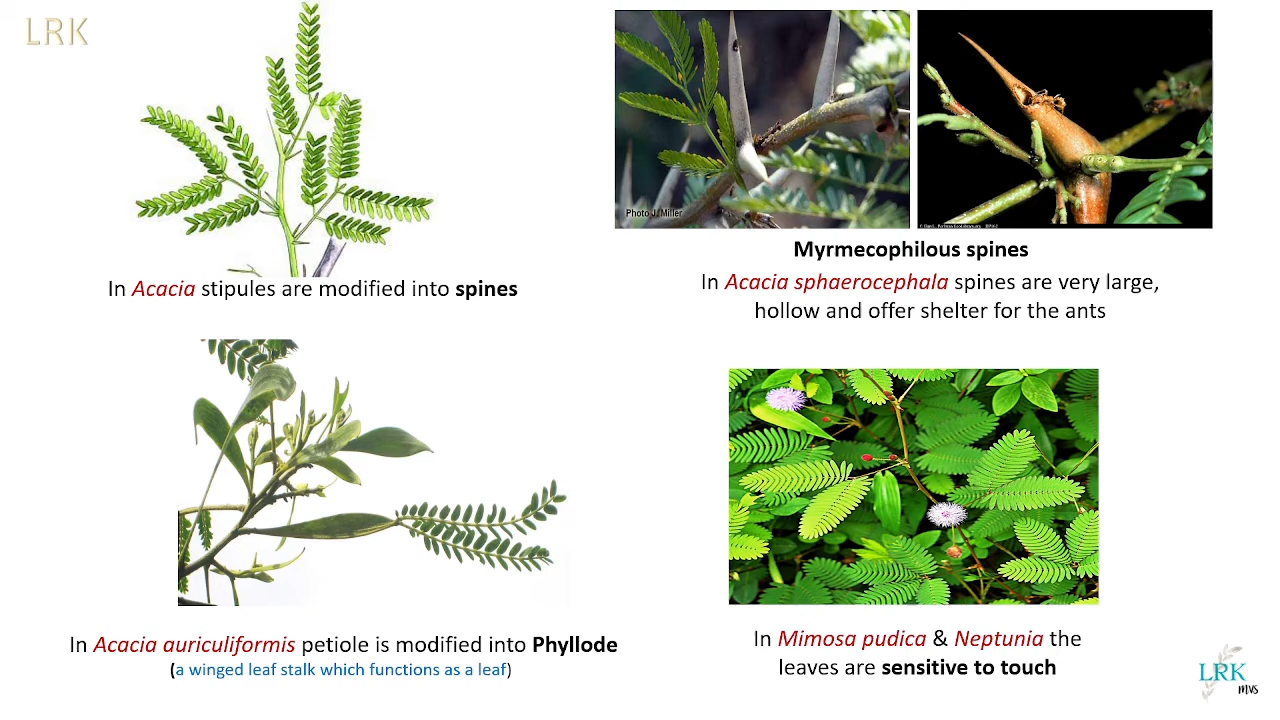 LRK
In Acacia stipules are modified into spines
Photo J. Miller
Myrmecophilous spines
In Acacia sphaerocephala spines are very large,
hollow and offer shelter for the ants
In Acacia auriculiformis petiole is modified into Phyllode
(a winged leaf stalk which functions as a leaf)
In Mimosa pudica & Neptunia the
leaves are sensitive to touch
LRK
mvs